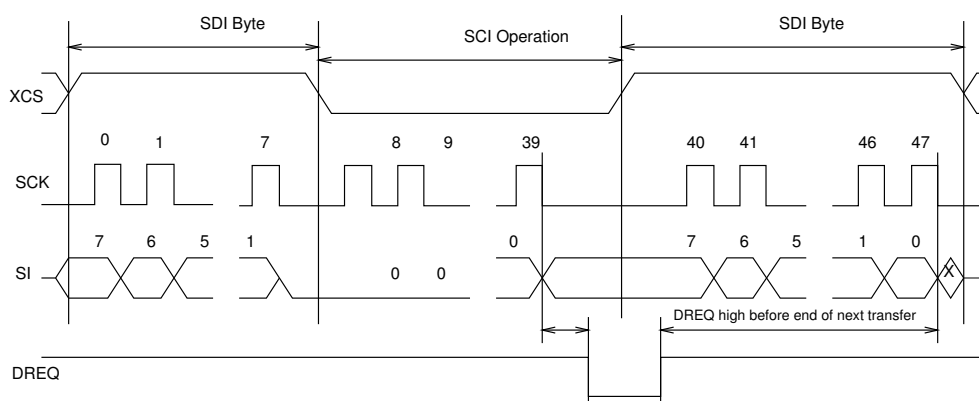 SDI Byte SCI Operation SDI Byte
XCS
0 1 7 8 9 39 40 41 46 47
SCK
7 6 5 1 0 7 6 5 1 0
SI 0 0 X
DREQ high before end of next transfer
DREQ